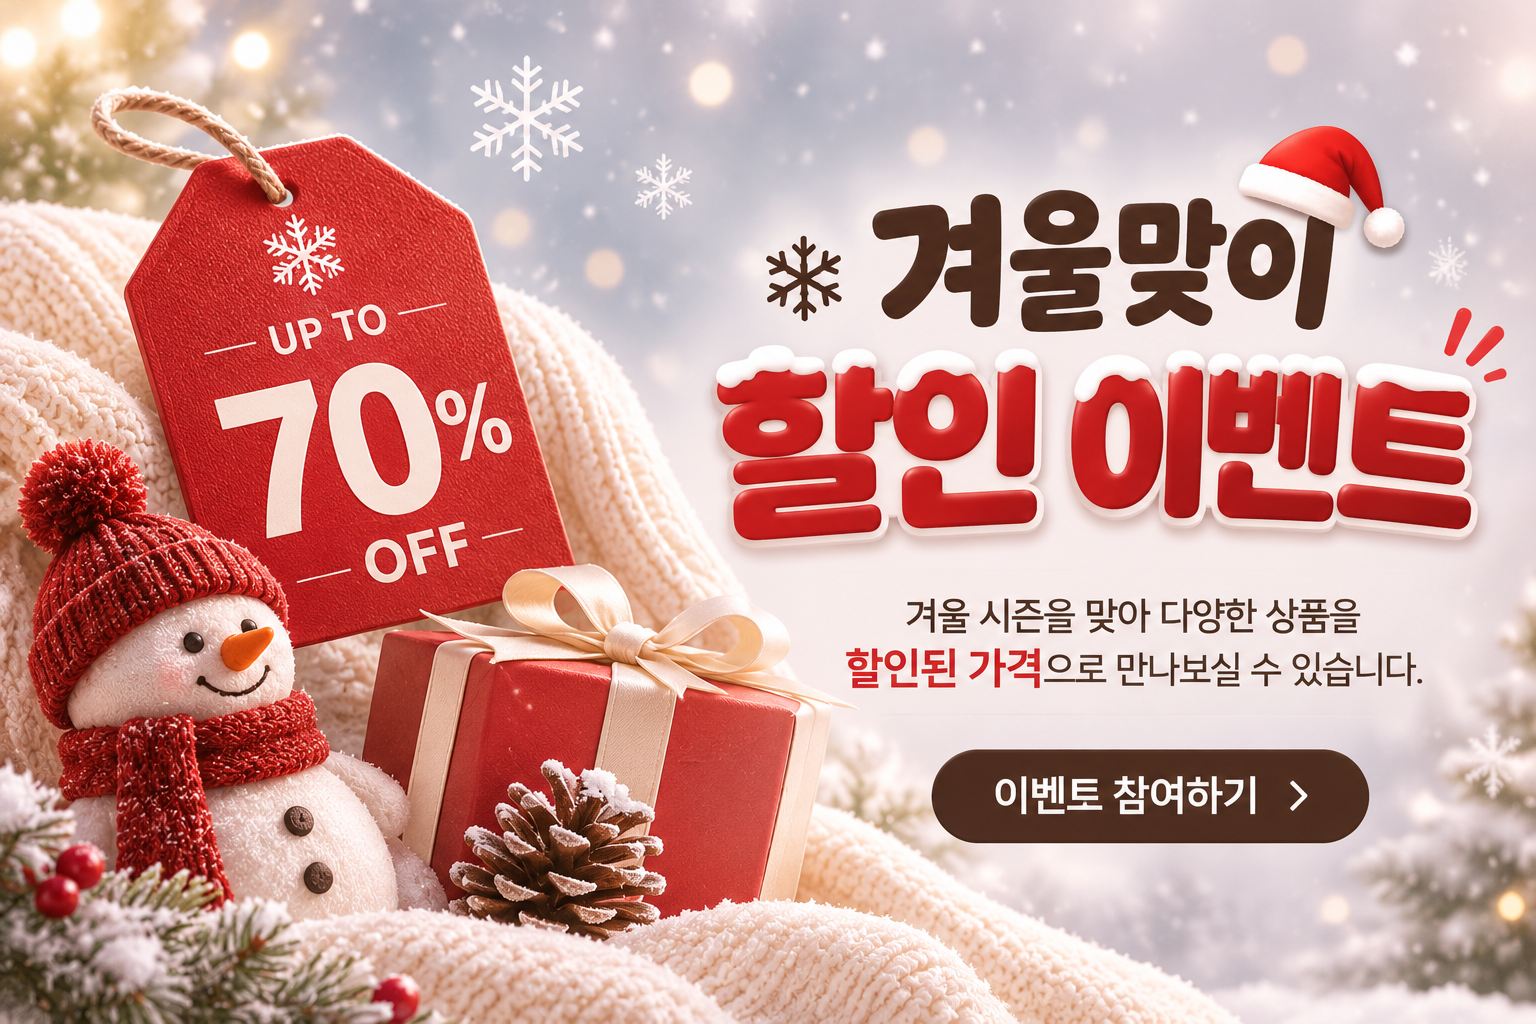 UP TO
70%
OFF
겨울맞이
할인 이벤트
겨울 시즌을 맞아 다양한 상품을
할인된 가격으로 만나보실 수 있습니다.
이벤트 참여하기 >